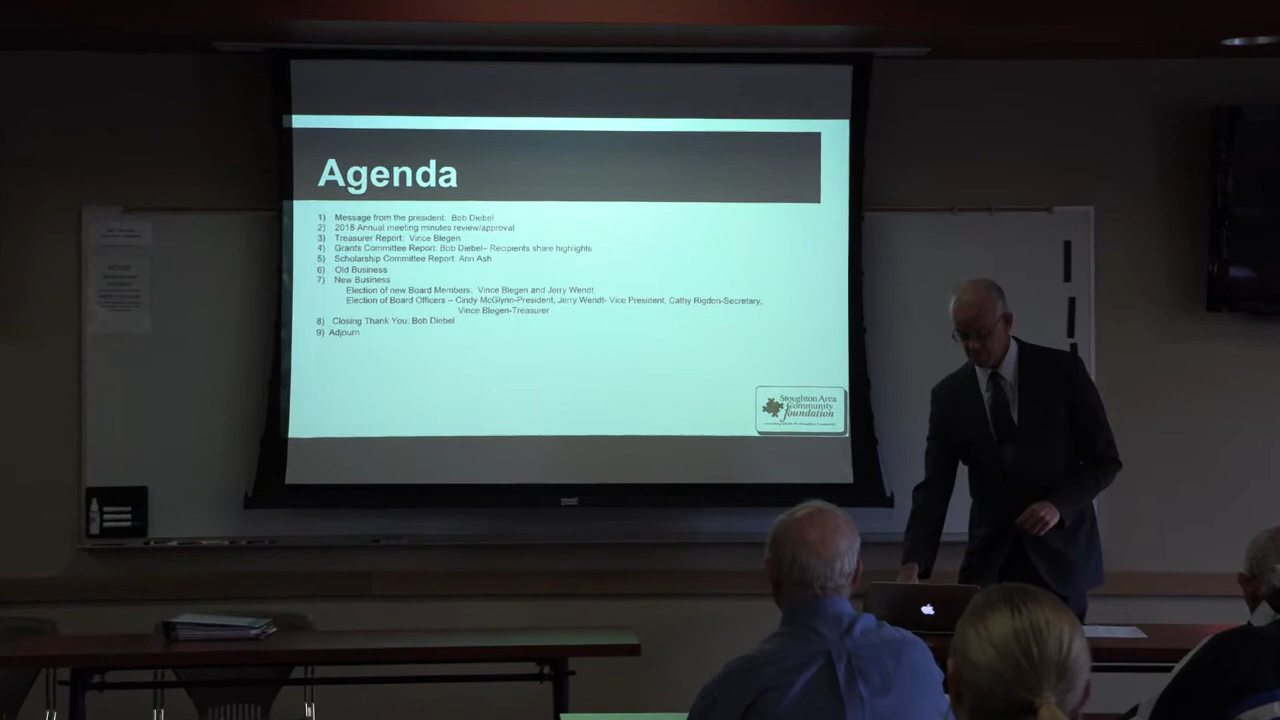 Agenda
1) Message from the president: Bob Diebel
2) 2018 Annual meeting minutes review/approval
3) Treasurer Report: Vince Blegen
4) Grants Committee Report: Bob Diebel– Recipients share highlights
5) Scholarship Committee Report: Ann Ash
6) Old Business
7) New Business
Election of new Board Members: Vince Blegen and Jerry Wendt.
Election of Board Officers – Cindy McGlynn-President, Jerry Wendt- Vice President, Cathy Rigdon-Secretary,
Vince Blegen-Treasurer
8) Closing Thank You: Bob Diebel
9) Adjourn
Stoughton Area
Community
foundation
NOTICE